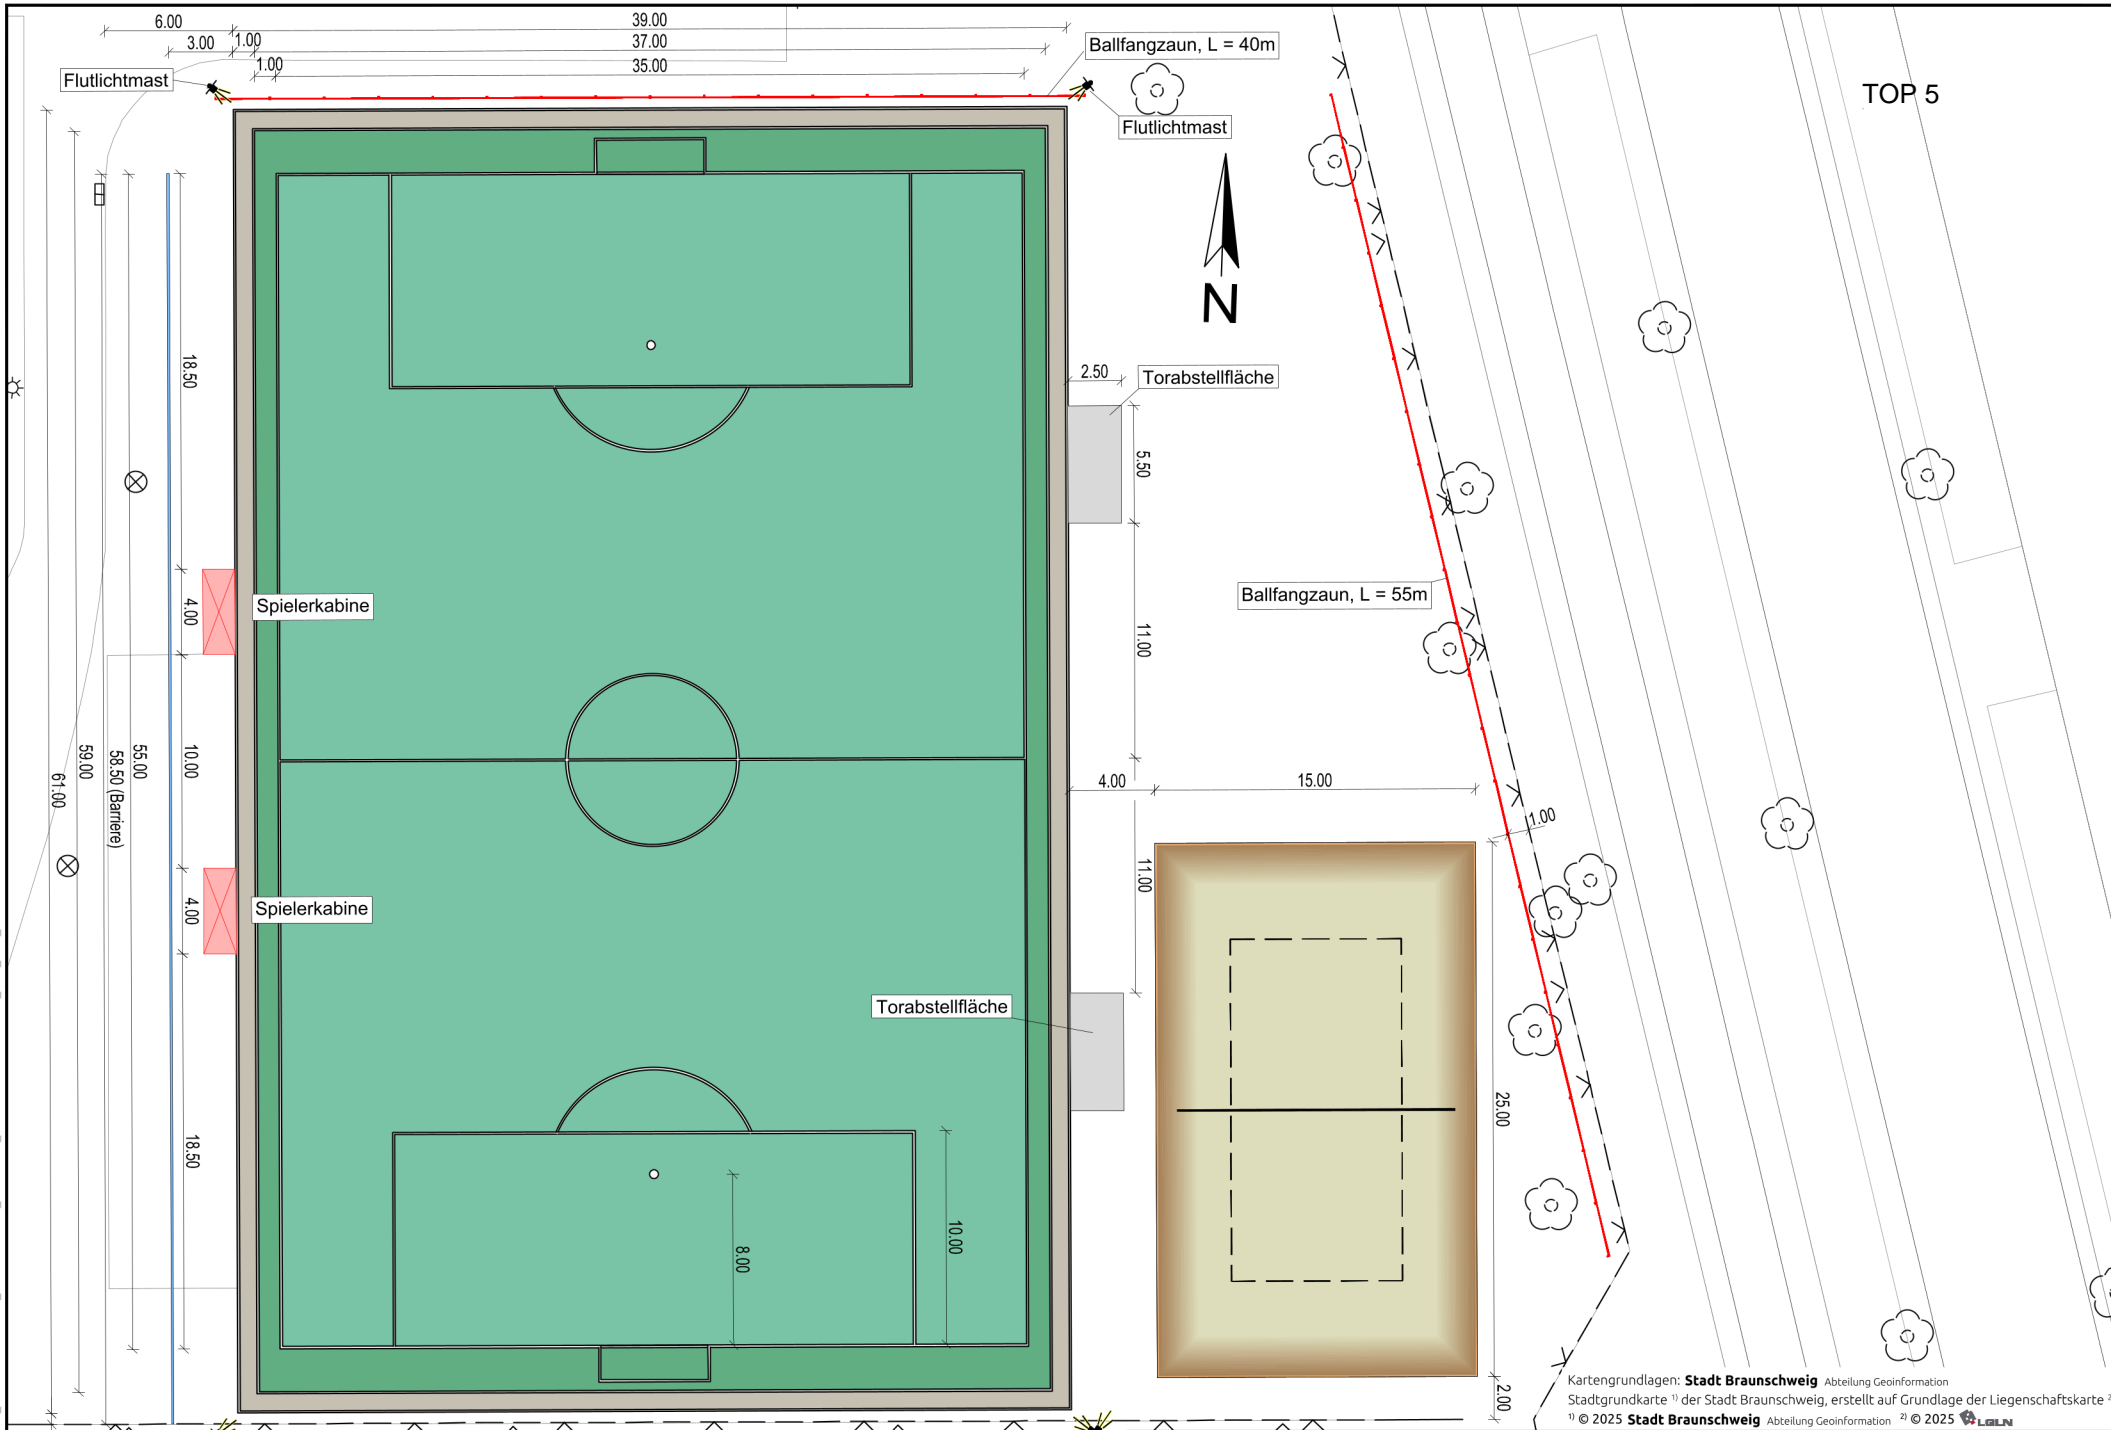 6.00
39.00
3.00
1.00
37.00
1.00
35.00
Ballfangzaun, L = 40m
Flutlichtmast
Flutlichtmast
TOP 5
N
18.50
2.50
Torabstellfläche
5.50
4.00
Spielerkabine
Ballfangzaun, L = 55m
11.00
61.00
59.00
58.50 (Barriere)
55.00
10.00
4.00
15.00
1.00
11.00
4.00
Spielerkabine
Torabstellfläche
18.50
25.00
8.00
10.00
2.00
Kartengrundlagen: Stadt Braunschweig Abteilung Geoinformation
Stadtgrundkarte 1) der Stadt Braunschweig, erstellt auf Grundlage der Liegenschaftskarte 2
1) © 2025 Stadt Braunschweig Abteilung Geoinformation 2) © 2025 LGLN